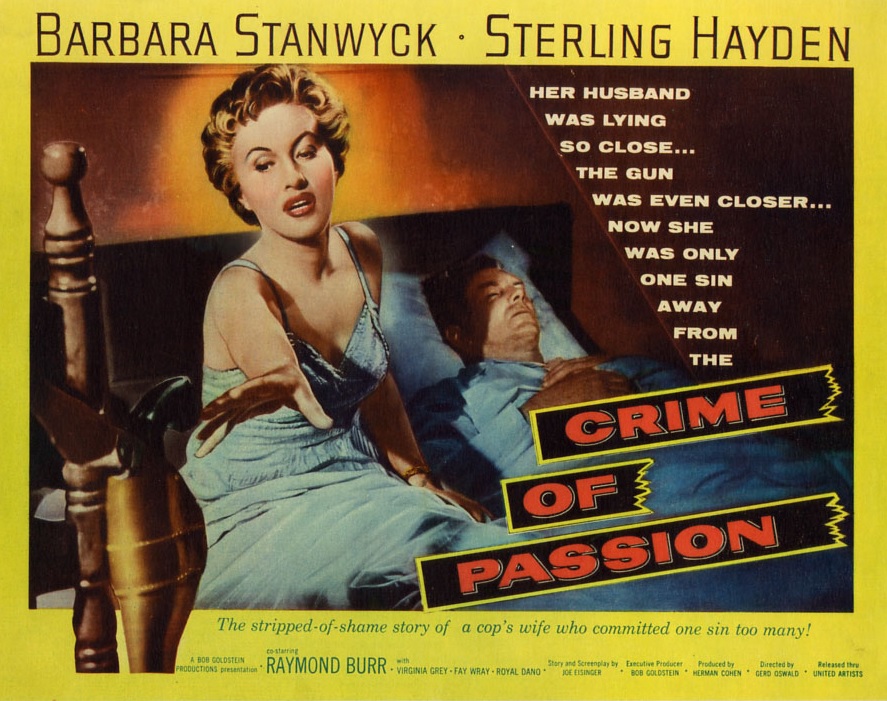 BARBARA STANWYCK · STERLING HAYDEN
HER HUSBAND
WAS LYING
SO CLOSE...
THE GUN
WAS EVEN CLOSER...
NOW SHE
WAS ONLY
ONE SIN
AWAY
FROM
THE
CRIME
OF
PASSION
The stripped-of-shame story of a cop's wife who committed one sin too many!
A BOB GOLDSTEIN
PRODUCTIONS presentation · co-starring RAYMOND BURR with VIRGINIA GREY · FAY WRAY · ROYAL DANO · Story and Screenplay by JOE EISINGER · Executive Producer BOB GOLDSTEIN · Produced by HERMAN COHEN · Directed by GERD OSWALD · Released thru UNITED ARTISTS